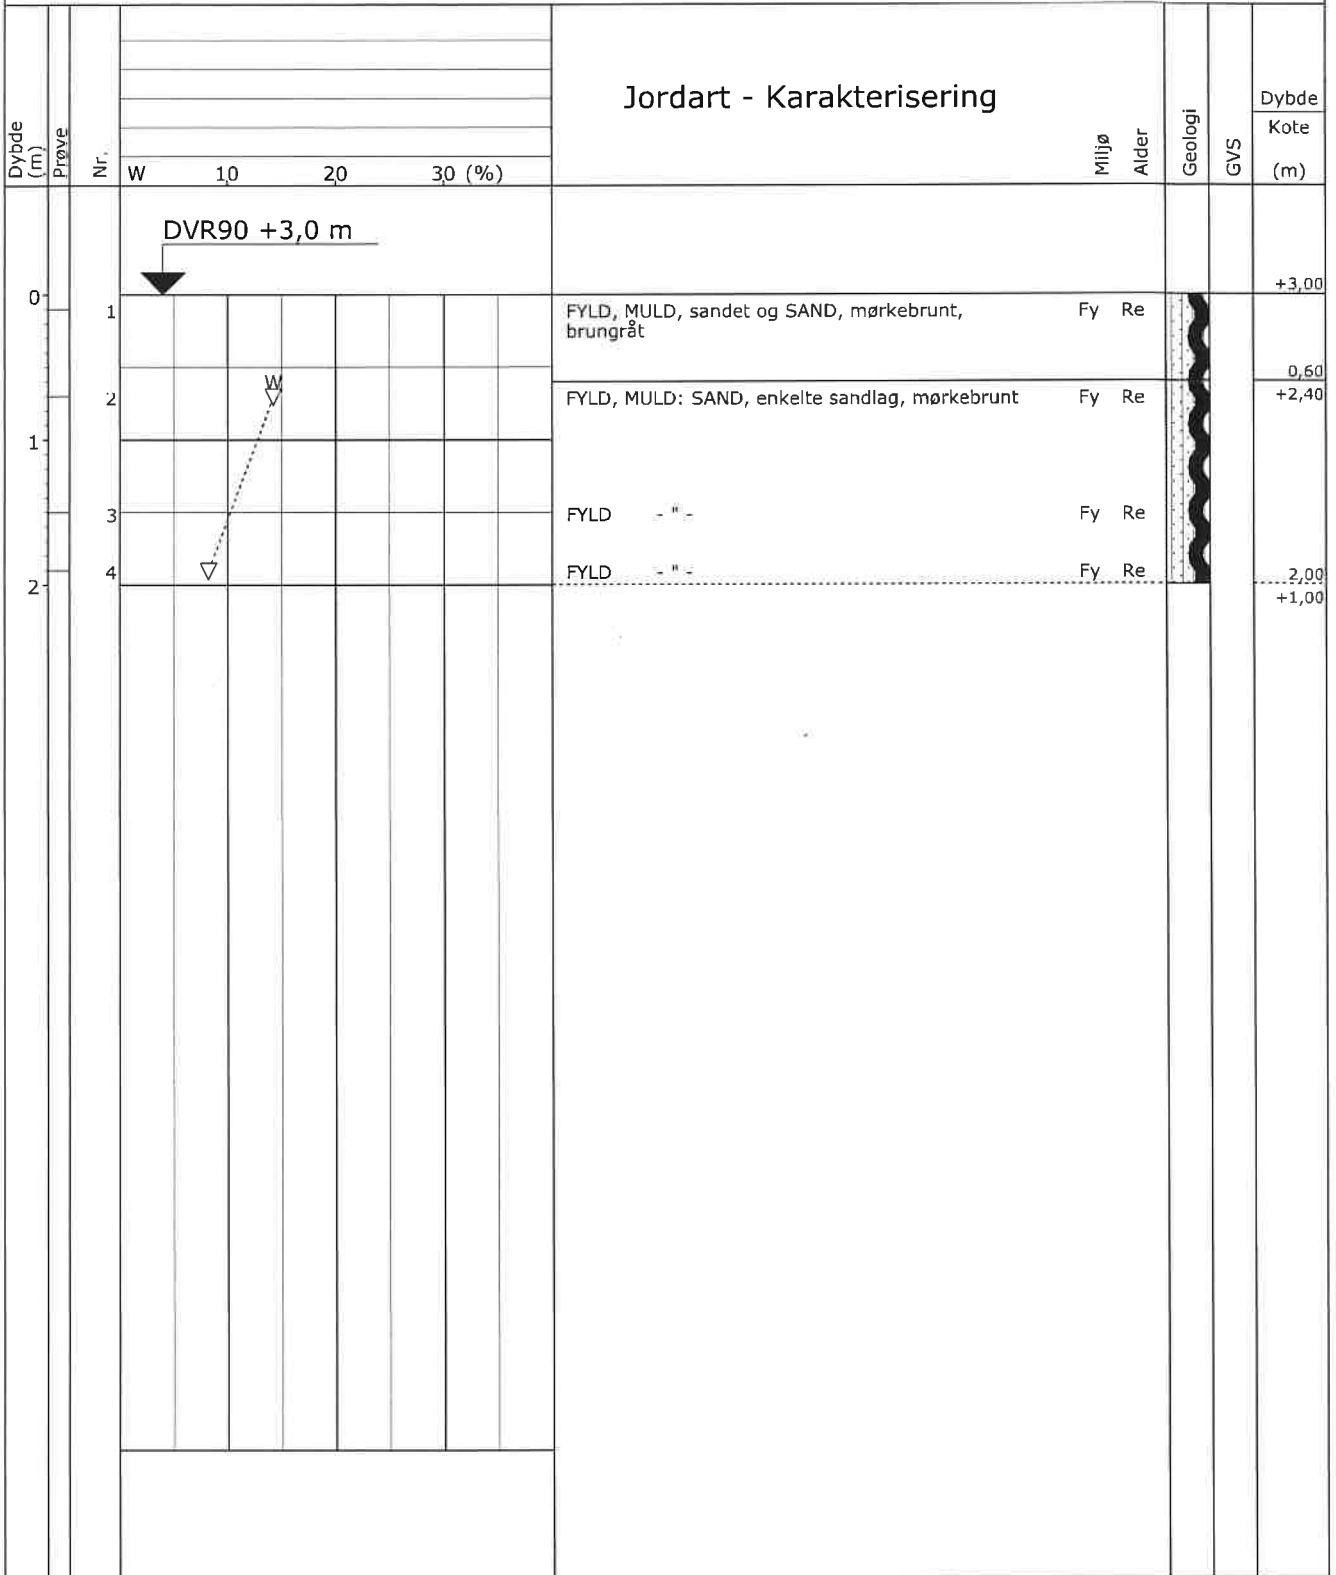 Jordart - Karakterisering
Dybde (m)
Prøve
Nr.
W 10 20 30 (%)
Miljø
Alder
Geologi
GVS
Dybde
Kote
(m)
DVR90 +3,0 m
+3,00
0
1 FYLD, MULD, sandet og SAND, mørkebrunt, Fy Re
brungråt
0,60
W
2 FYLD, MULD: SAND, enkelte sandlag, mørkebrunt Fy Re +2,40
1
3 FYLD - " - Fy Re
4 FYLD - " - Fy Re 2,00
2
+1,00